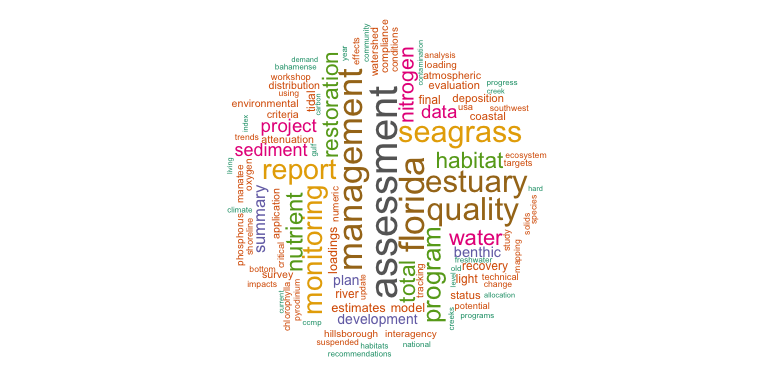 assessment
management
florida
estuary
quality
seagrass
report
monitoring
program
habitat
restoration
nutrient
total
nitrogen
data
water
project
sediment
summary
benthic
plan
development
demand
bahamense
workshop
distribution
using
environmental
criteria
tidal
carbon
index
trends
attenuation
gulf
living
manatee
oxygen
climate
phosphorus
shoreline
application
critical
bottom
survey
impacts
current
chlorophylla
pyrodinium
ccmp
loadings
numeric
river
update
estimates
model
tracking
hillsborough
interagency
suspended
habitats
national
recommendations
year
effects
community
watershed
compliance
conditions
contamination
analysis
loading
atmospheric
evaluation
progress
creek
final
deposition
usa
southwest
coastal
ecosystem
targets
hard
species
solids
study
mapping
freshwater
old
recovery
level
light
technical
change
status
allocation
potential
creeks
programs